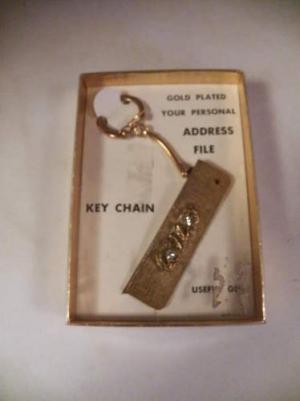 GOLD PLATED
YOUR PERSONAL
ADDRESS
FILE
KEY CHAIN